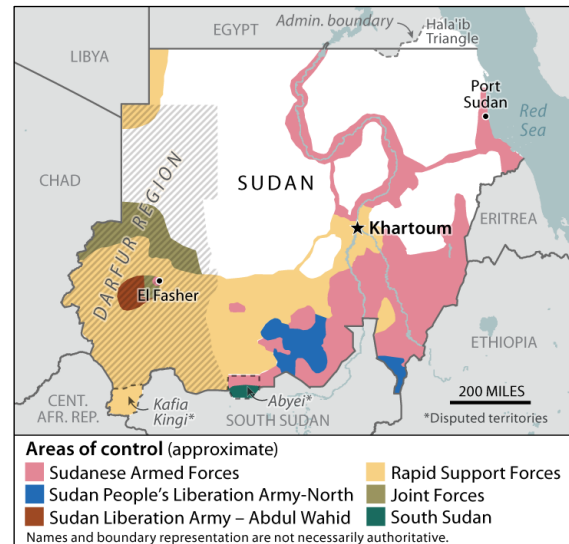 EGYPT
Admin. boundary
Hala'ib
Triangle
LIBYA
Port
Sudan
Red
Sea
CHAD
DARFUR REGION
SUDAN
Khartoum
ERITREA
El Fasher
ETHIOPIA
CENT.
AFR. REP.
Kafia
Kingi*
Abyei*
SOUTH SUDAN
200 MILES
*Disputed territories
Areas of control (approximate)
Sudanese Armed Forces
Rapid Support Forces
Sudan People's Liberation Army-North
Joint Forces
Sudan Liberation Army – Abdul Wahid
South Sudan
Names and boundary representation are not necessarily authoritative.